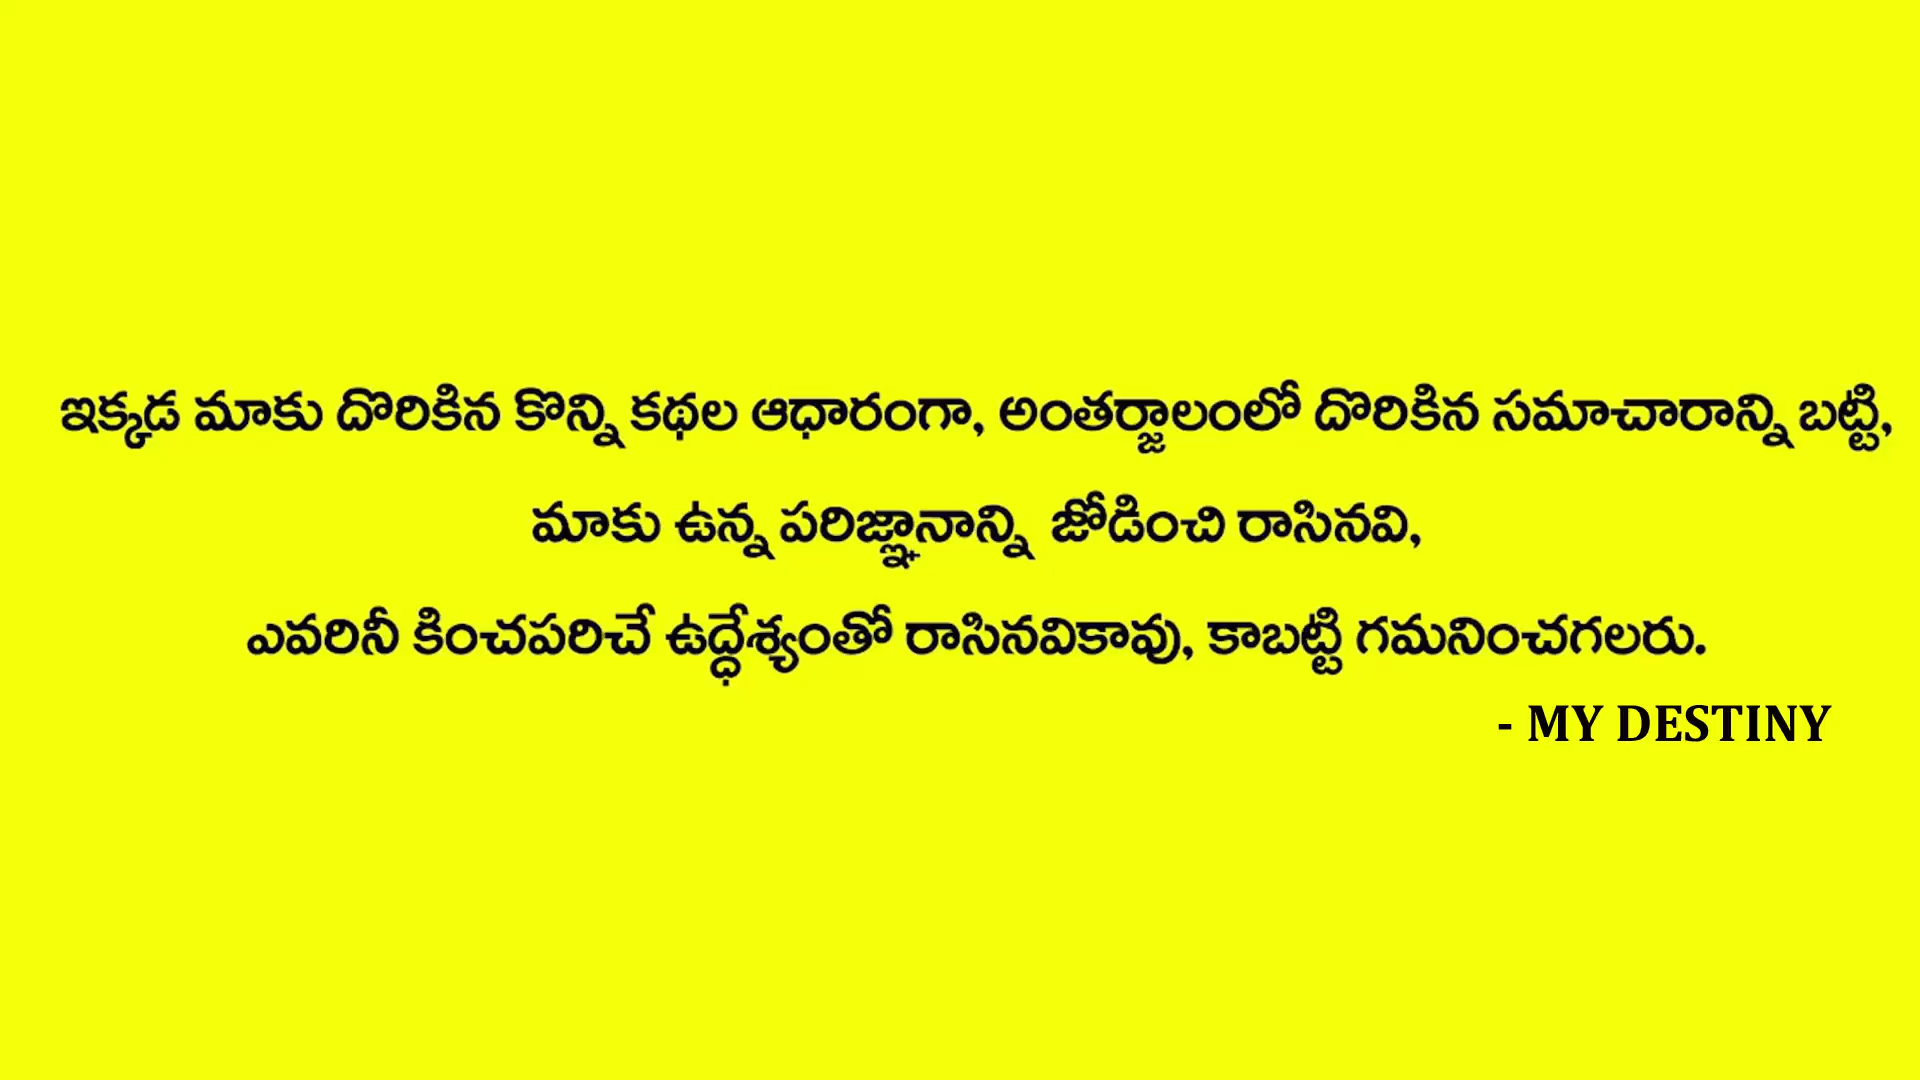 ఇక్కడ మాకు దొరికిన కొన్ని కథల ఆధారంగా, అంతర్జాలంలో దొరికిన సమాచారాన్ని బట్టి,
మాకు ఉన్న పరిజ్ఞానాన్ని జోడించి రాసినవి,
ఎవరినీ కించపరిచే ఉద్ధేశ్యంతో రాసినవికావు, కాబట్టి గమనించగలరు.
- MY DESTINY